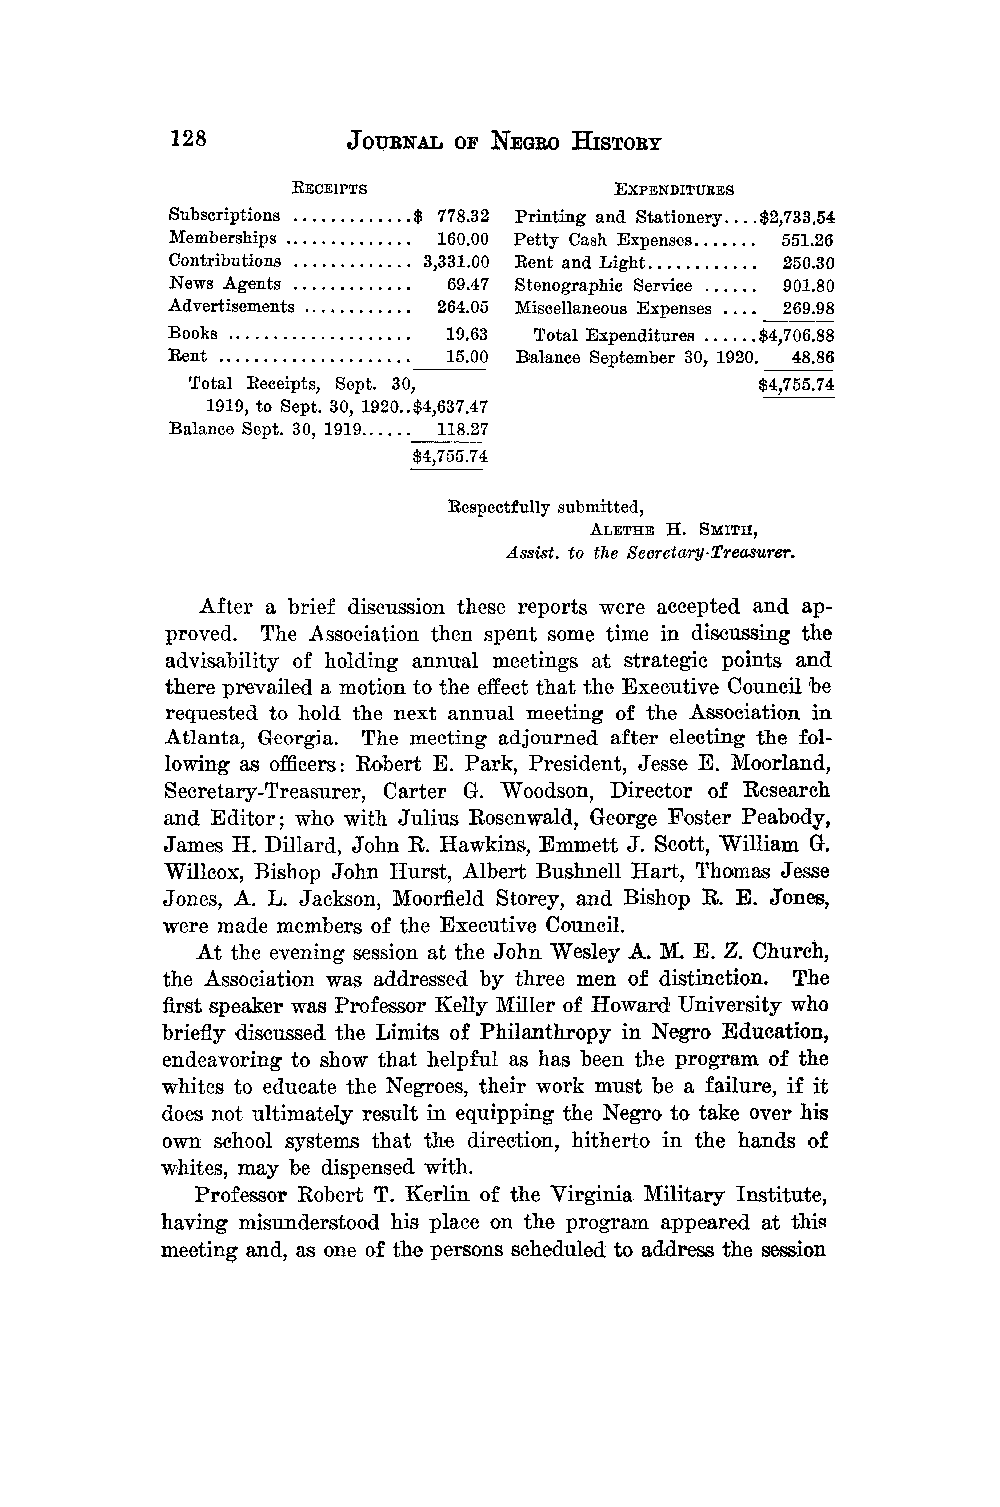 128 JOURNAL OF NEGRO HISTORY
RECEIPTS
Subscriptions .............$ 778.32
Memberships .............. 160.00
Contributions ............. 3,331.00
News Agents ............. 69.47
Advertisements ............ 264.05
Books .................... 19.63
Rent ..................... 15.00
Total Receipts, Sept. 30,
1919, to Sept. 30, 1920..$4,637.47
Balance Sept. 30, 1919...... 118.27
$4,755.74
EXPENDITURES
Printing and Stationery....$2,733.54
Petty Cash Expenses....... 551.26
Rent and Light............ 250.30
Stenographic Service ...... 901.80
Miscellaneous Expenses .... 269.98
Total Expenditures ......$4,706.88
Balance September 30, 1920. 48.86
$4,755.74
Respectfully submitted,
ALETHE H. SMITH,
Assist. to the Secretary-Treasurer.
After a brief discussion these reports were accepted and ap-
proved. The Association then spent some time in discussing the
advisability of holding annual meetings at strategic points and
there prevailed a motion to the effect that the Executive Council be
requested to hold the next annual meeting of the Association in
Atlanta, Georgia. The meeting adjourned after electing the fol-
lowing as officers: Robert E. Park, President, Jesse E. Moorland,
Secretary-Treasurer, Carter G. Woodson, Director of Research
and Editor; who with Julius Rosenwald, George Foster Peabody,
James H. Dillard, John R. Hawkins, Emmett J. Scott, William G.
Willcox, Bishop John Hurst, Albert Bushnell Hart, Thomas Jesse
Jones, A. L. Jackson, Moorfield Storey, and Bishop R. E. Jones,
were made members of the Executive Council.
At the evening session at the John Wesley A. M. E. Z. Church,
the Association was addressed by three men of distinction. The
first speaker was Professor Kelly Miller of Howard University who
briefly discussed the Limits of Philanthropy in Negro Education,
endeavoring to show that helpful as has been the program of the
whites to educate the Negroes, their work must be a failure, if it
does not ultimately result in equipping the Negro to take over his
own school systems that the direction, hitherto in the hands of
whites, may be dispensed with.
Professor Robert T. Kerlin of the Virginia Military Institute,
having misunderstood his place on the program appeared at this
meeting and, as one of the persons scheduled to address the session